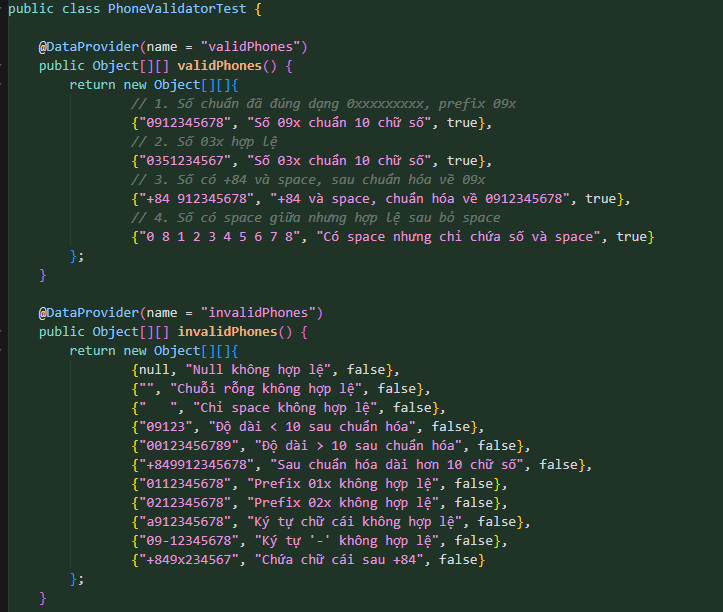 public class PhoneValidatorTest {
@DataProvider(name = "validPhones")
public Object[][] validPhones() {
return new Object[][]{
// 1. Số chuẩn đã đúng dạng 0xxxxxxxxx, prefix 09x
{"0912345678", "Số 09x chuẩn 10 chữ số", true},
// 2. Số 03x hợp lệ
{"0351234567", "Số 03x chuẩn 10 chữ số", true},
// 3. Số có +84 và space, sau chuẩn hóa về 09x
{"+84 912345678", "+84 và space, chuẩn hóa về 0912345678", true},
// 4. Số có space giữa nhưng hợp lệ sau bỏ space
{"0 8 1 2 3 4 5 6 7 8", "Có space nhưng chỉ chứa số và space", true}
};
}
@DataProvider(name = "invalidPhones")
public Object[][] invalidPhones() {
return new Object[][]{
{null, "Null không hợp lệ", false},
{"", "Chuỗi rỗng không hợp lệ", false},
{"   ", "Chỉ space không hợp lệ", false},
{"09123", "Độ dài < 10 sau chuẩn hóa", false},
{"00123456789", "Độ dài > 10 sau chuẩn hóa", false},
{"+849912345678", "Sau chuẩn hóa dài hơn 10 chữ số", false},
{"0112345678", "Prefix 01x không hợp lệ", false},
{"0212345678", "Prefix 02x không hợp lệ", false},
{"a912345678", "Ký tự chữ cái không hợp lệ", false},
{"09-12345678", "Ký tự '-' không hợp lệ", false},
{"+849x234567", "Chứa chữ cái sau +84", false}
};
}